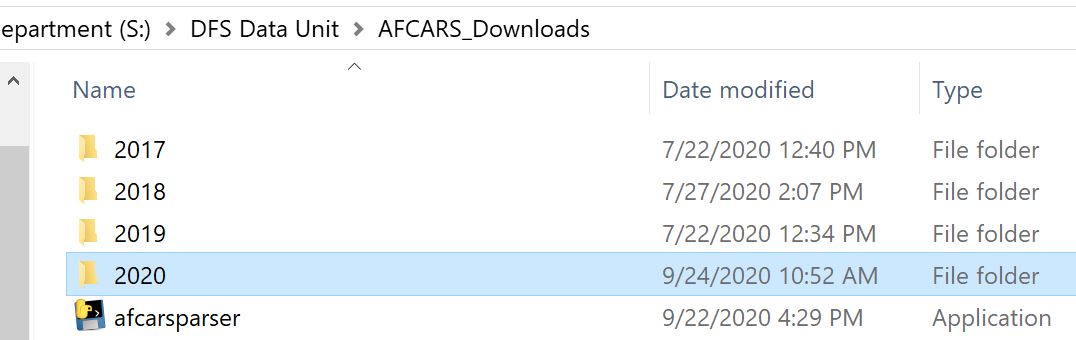 epartment (S:) > DFS Data Unit > AFCARS_Downloads
Name Date modified Type
2017 7/22/2020 12:40 PM File folder
2018 7/27/2020 2:07 PM File folder
2019 7/22/2020 12:34 PM File folder
2020 9/24/2020 10:52 AM File folder
afcarsparser 9/22/2020 4:29 PM Application